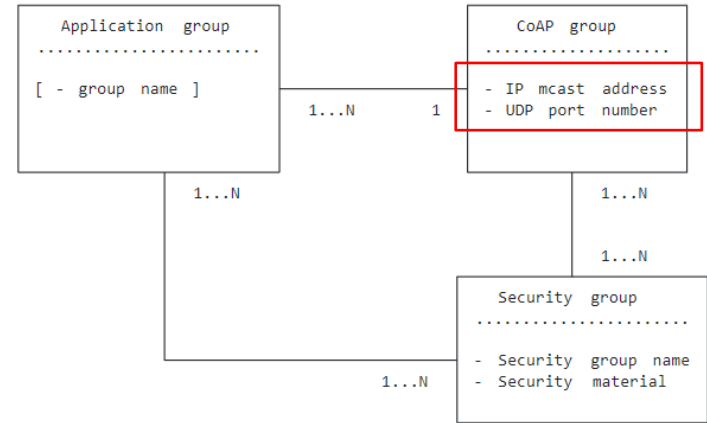 Application group
........................
[ - group name ]
CoAP group
....................
- IP mcast address
- UDP port number
1...N
1
1...N
1...N
1...N
Security group
.......................
- Security group name
- Security material
1...N